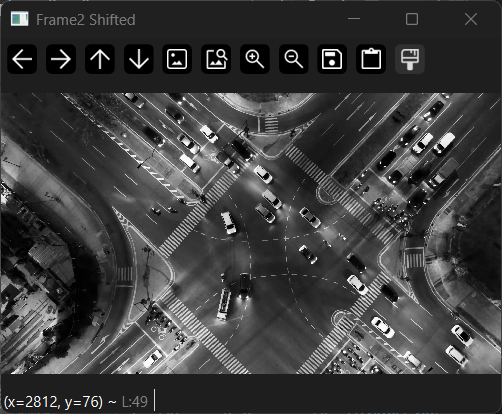 Frame2 Shifted
(x=2812, y=76) ~ L:49